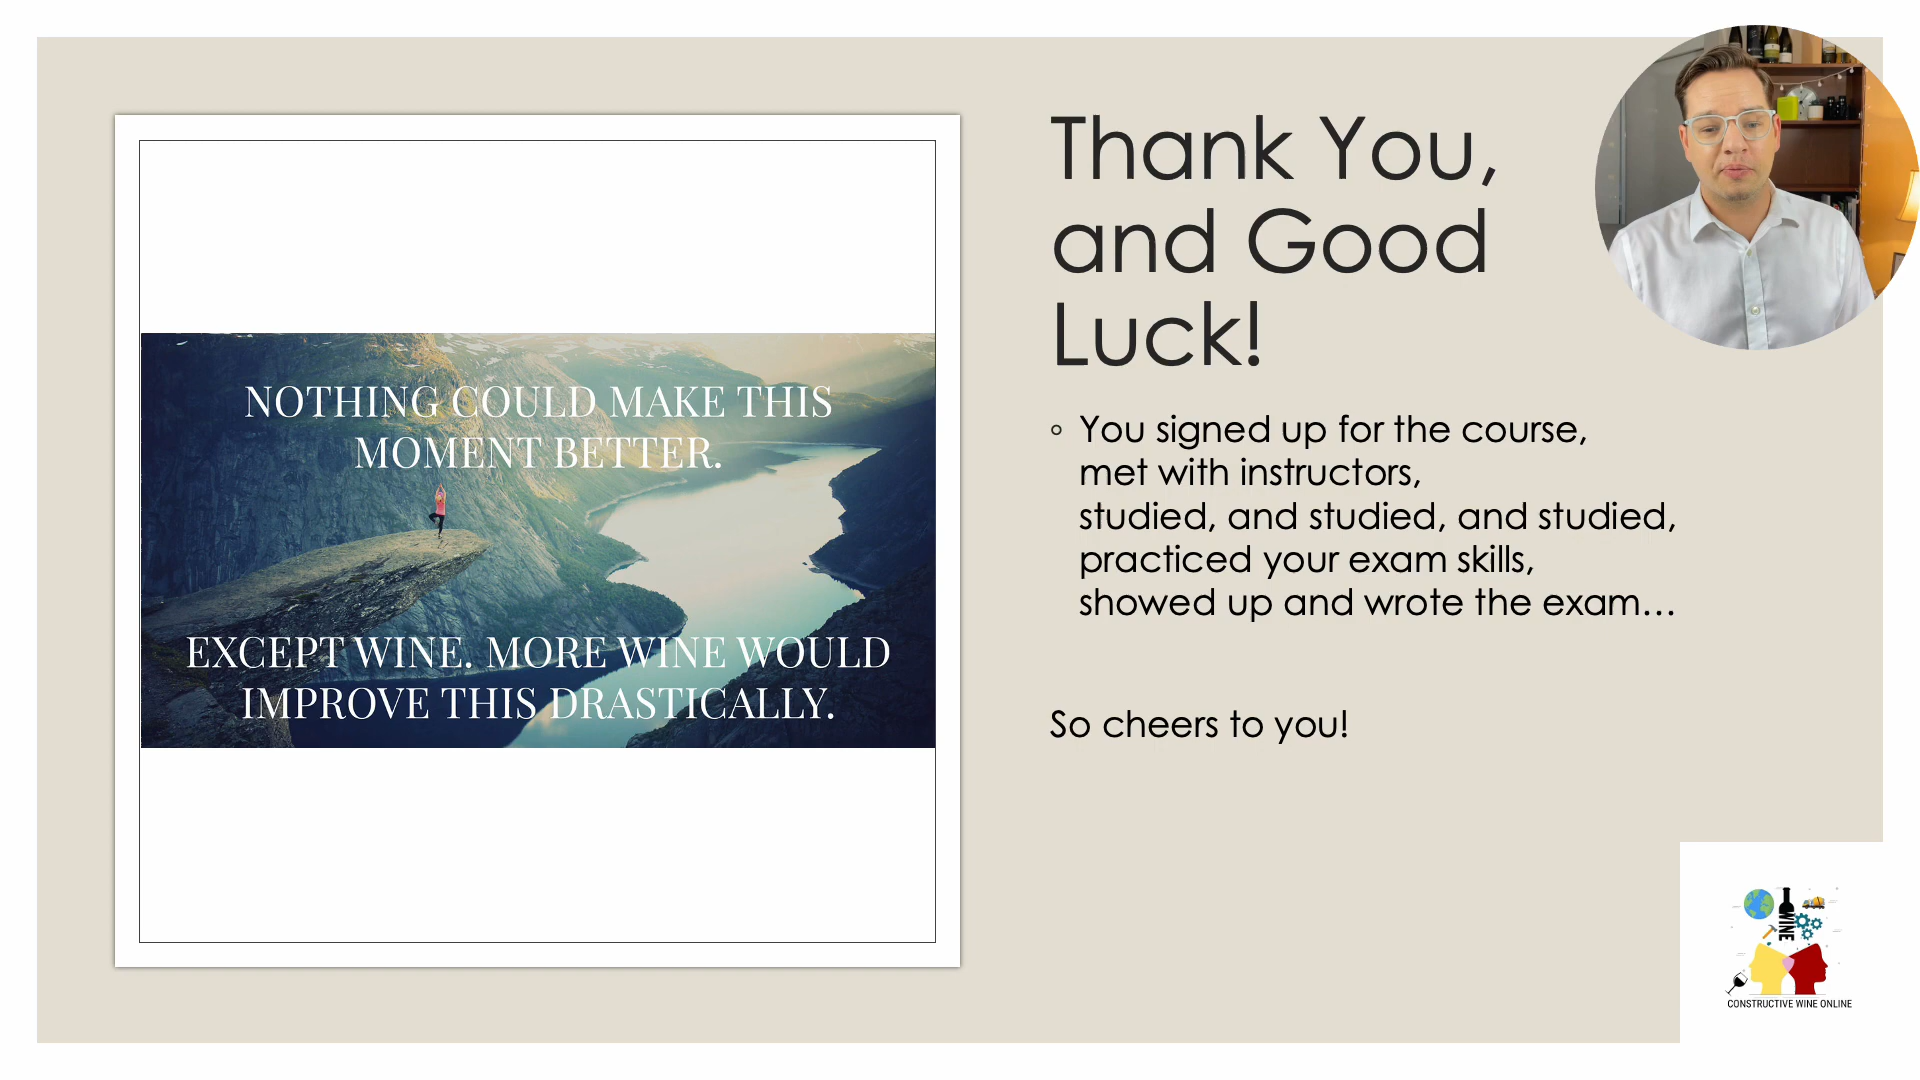 Thank You,
and Good
Luck!
NOTHING COULD MAKE THIS
MOMENT BETTER.
EXCEPT WINE. MORE WINE WOULD
IMPROVE THIS DRASTICALLY.
◦ You signed up for the course,
met with instructors,
studied, and studied, and studied,
practiced your exam skills,
showed up and wrote the exam…
So cheers to you!
WINE
CONSTRUCTIVE WINE ONLINE